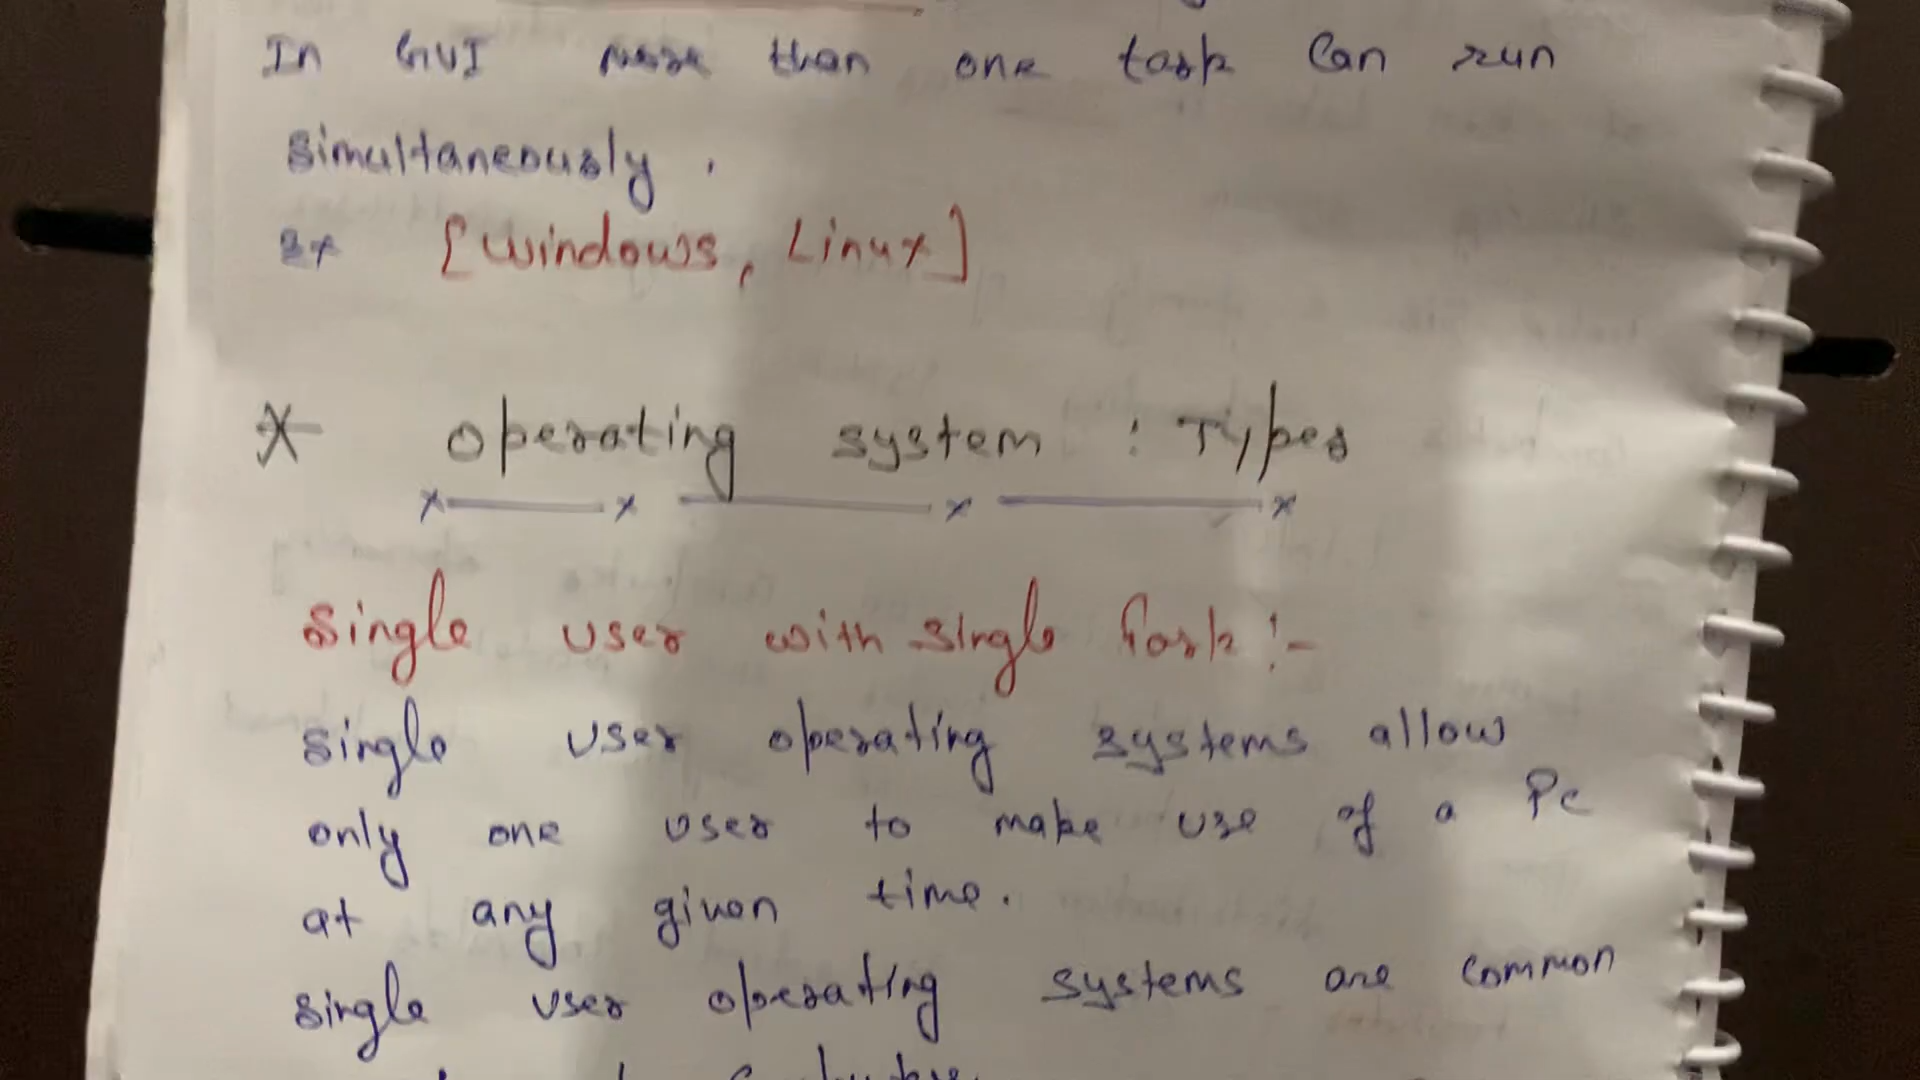 In GUI more than one task Can run
simultaneously.
Ex [Windows, Linux]
* operating system : Types
x x x x
Single user with single Task :-
single user operating systems allow
only one user to make use of a Pc
at any given time.
single user operating systems are common